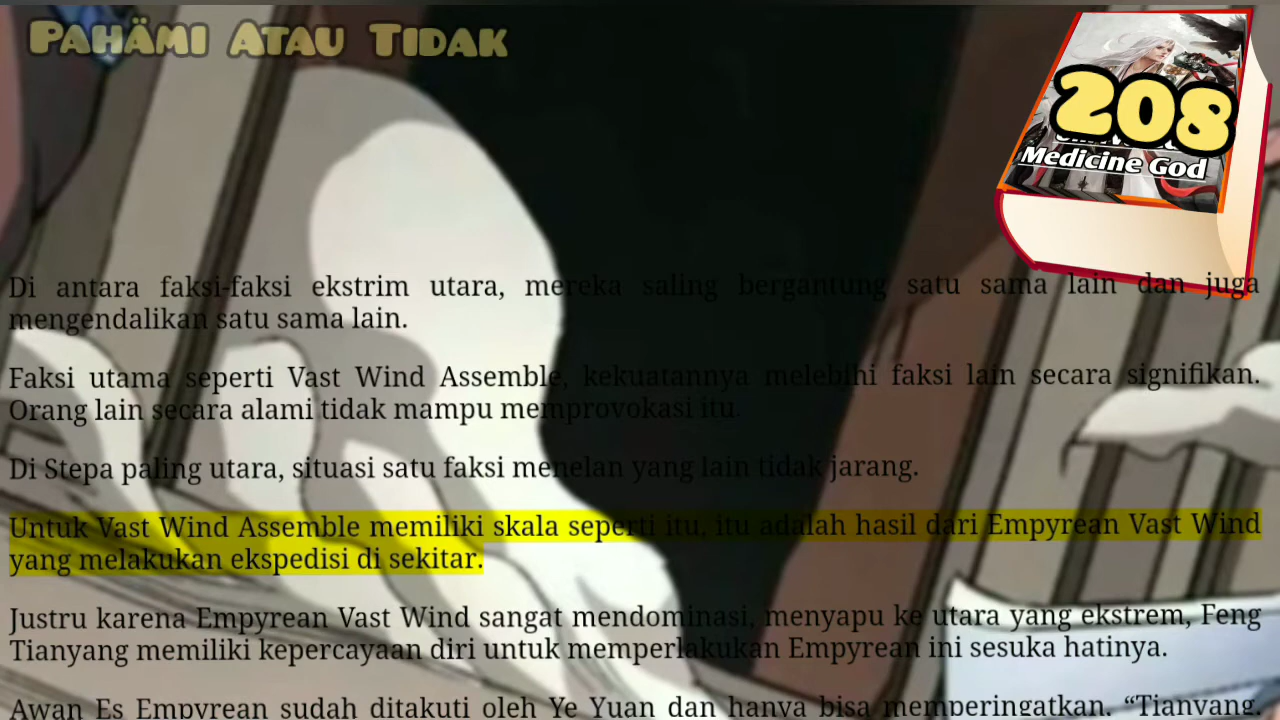 Pahämi Atau Tidak
208
Medicine God
Di antara faksi-faksi ekstrim utara, mereka saling bergantung satu sama lain dan juga
mengendalikan satu sama lain.
Faksi utama seperti Vast Wind Assemble, kekuatannya melebihi faksi lain secara signifikan.
Orang lain secara alami tidak mampu memprovokasi itu.
Di Stepa paling utara, situasi satu faksi menelan yang lain tidak jarang.
Untuk Vast Wind Assemble memiliki skala seperti itu, itu adalah hasil dari Empyrean Vast Wind
yang melakukan ekspedisi di sekitar.
Justru karena Empyrean Vast Wind sangat mendominasi, menyapu ke utara yang ekstrem, Feng
Tianyang memiliki kepercayaan diri untuk memperlakukan Empyrean ini sesuka hatinya.
Awan Es Empyrean sudah ditakuti oleh Ye Yuan dan hanya bisa memperingatkan, “Tianyang,